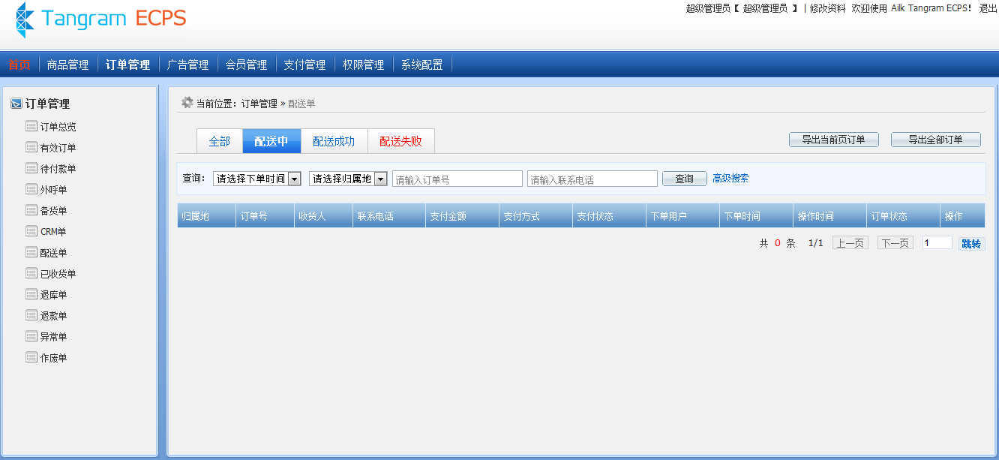 Tangram ECPS
超级管理员【 超级管理员 】 | 修改资料 欢迎使用 Ailk Tangram ECPS! 退出
首页 商品管理 订单管理 广告管理 会员管理 支付管理 权限管理 系统配置
订单管理
订单总览
有效订单
待付款单
外呼单
备货单
CRM单
配送单
已收货单
退库单
退款单
异常单
作废单
当前位置：订单管理 » 配送单
全部 配送中 配送成功 配送失败 导出当前页订单 导出全部订单
查询： 请选择下单时间 请选择归属地 请输入订单号 请输入联系电话 查询 高级搜索
归属地 订单号 收货人 联系电话 支付金额 支付方式 支付状态 下单用户 下单时间 操作时间 订单状态 操作
共 0 条 1/1 上一页 下一页 1 跳转